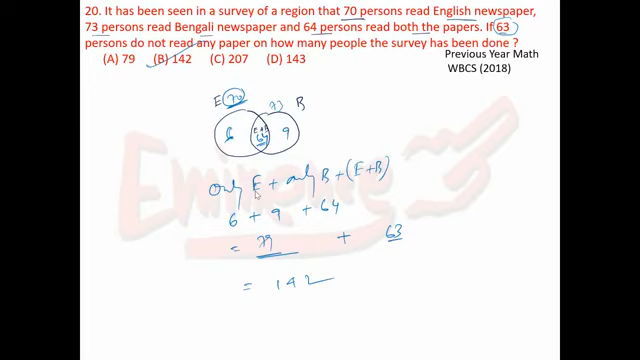 20. It has been seen in a survey of a region that 70 persons read English newspaper,
73 persons read Bengali newspaper and 64 persons read both the papers. If 63
persons do not read any paper on how many people the survey has been done ?
(A) 79 (B) 142 (C) 207 (D) 143
Previous Year Math
WBCS (2018)
E 70 73 B
6 E+B 9
64
only E + only B + (E+B)
6 + 9 + 64
= 79 + 63
= 142
Eminence